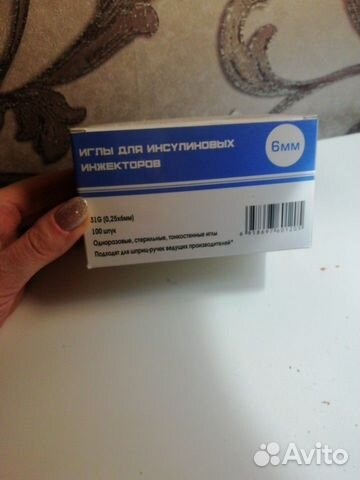 ИГЛЫ ДЛЯ ИНСУЛИНОВЫХ
ИНЖЕКТОРОВ
6мм
31G (0,25х6мм)
100 штук
Одноразовые, стерильные, тонкостенные иглы
Подходят для шприц-ручек ведущих производителей*
Avito